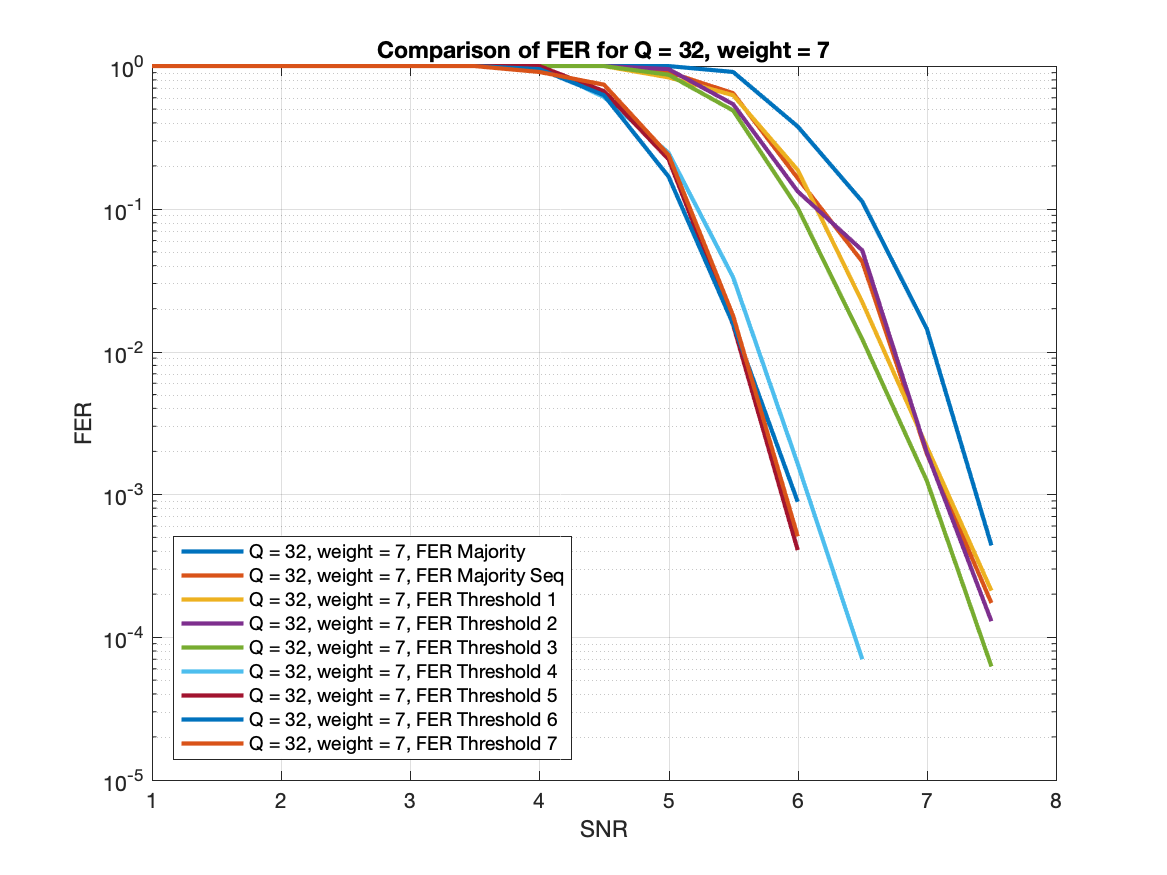 Comparison of FER for Q = 32, weight = 7
10^0
10^-1
10^-2
10^-3
10^-4
10^-5
FER
Q = 32, weight = 7, FER Majority
Q = 32, weight = 7, FER Majority Seq
Q = 32, weight = 7, FER Threshold 1
Q = 32, weight = 7, FER Threshold 2
Q = 32, weight = 7, FER Threshold 3
Q = 32, weight = 7, FER Threshold 4
Q = 32, weight = 7, FER Threshold 5
Q = 32, weight = 7, FER Threshold 6
Q = 32, weight = 7, FER Threshold 7
1 2 3 4 5 6 7 8
SNR